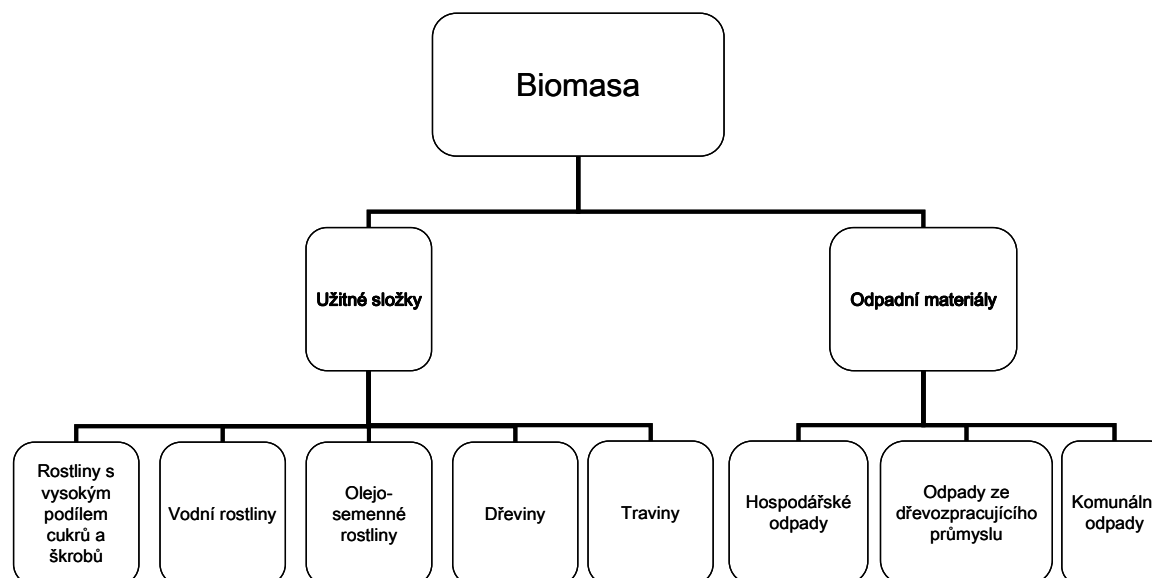 Biomasa
Užitné složky
Odpadní materiály
Rostliny s
vysokým
podílem
cukrů a
škrobů
Vodní rostliny
Olejo-
semenné
rostliny
Dřeviny
Traviny
Hospodářské
odpady
Odpady ze
dřevozpracujícího
průmyslu
Komunální
odpady